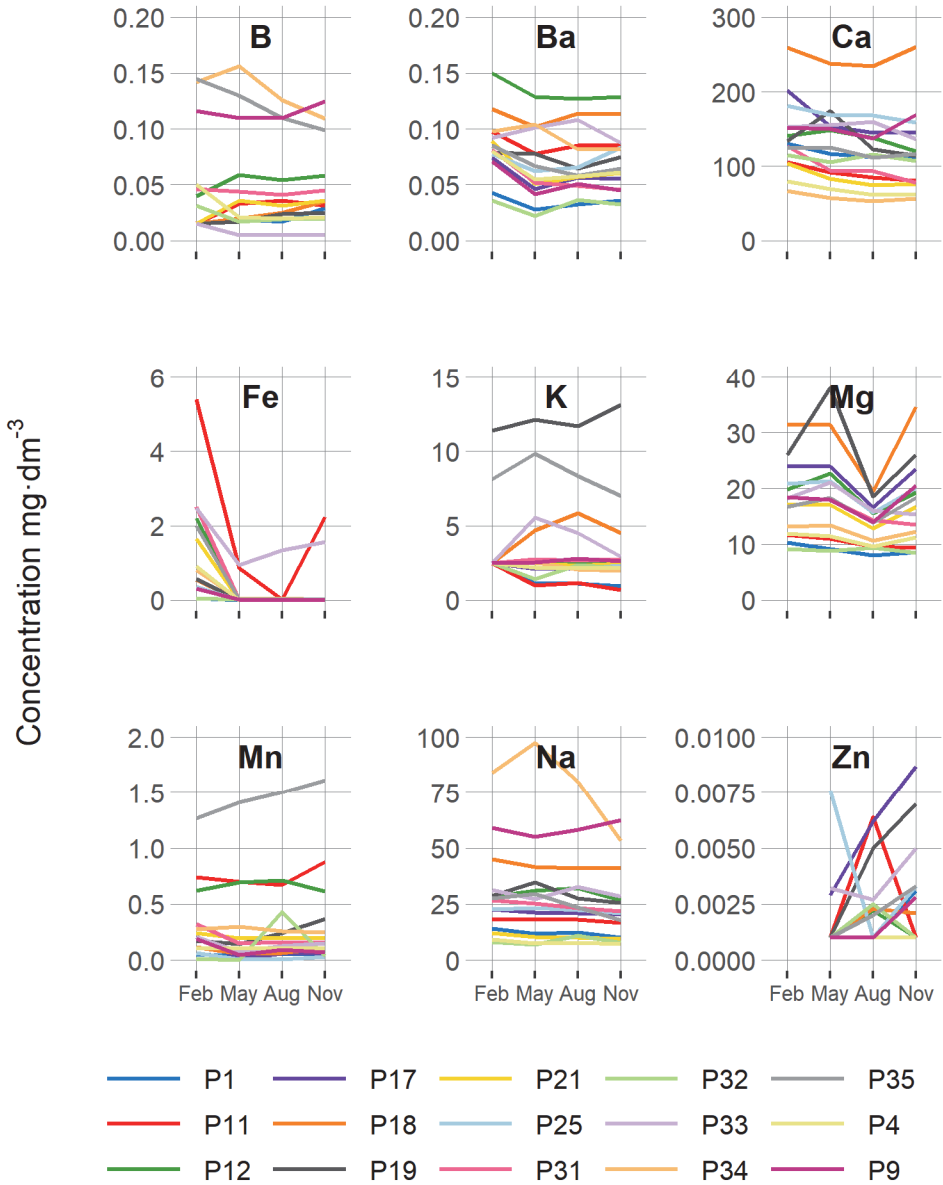 B Ba Ca
0.20 0.20 300
0.15 0.15
200
0.10 0.10
100
0.05 0.05
0.00 0.00 0
Fe K Mg
6 15 40
30
4 10
20
2 5
10
0 0 0
Mn Na Zn
2.0 100 0.0100
1.5 75 0.0075
1.0 50 0.0050
0.5 25 0.0025
0.0 0 0.0000
Feb May Aug Nov Feb May Aug Nov Feb May Aug Nov
Concentration mg·dm⁻³
P1 P17 P21 P32 P35
P11 P18 P25 P33 P4
P12 P19 P31 P34 P9